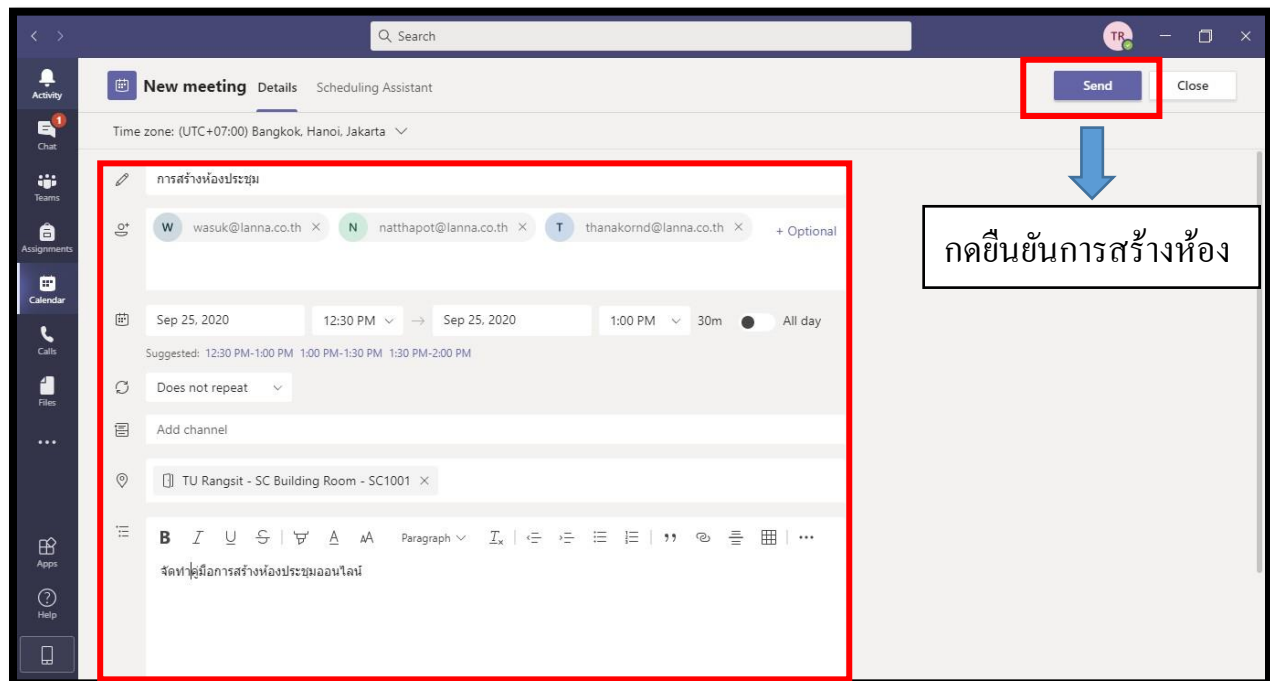 Search
TR
Activity
New meeting Details Scheduling Assistant
Send
Close
1
Chat
Time zone: (UTC+07:00) Bangkok, Hanoi, Jakarta
Teams
การสร้างห้องประชุม
Assignments
W wasuk@lanna.co.th × N natthapot@lanna.co.th × T thanakornd@lanna.co.th × + Optional
กดยืนยันการสร้างห้อง
Calendar
Sep 25, 2020 12:30 PM → Sep 25, 2020 1:00 PM 30m All day
Calls
Suggested: 12:30 PM-1:00 PM 1:00 PM-1:30 PM 1:30 PM-2:00 PM
Does not repeat
Files
Add channel
TU Rangsit - SC Building Room - SC1001 ×
B I U S A AA Paragraph Tx
จัดทำคู่มือการสร้างห้องประชุมออนไลน์
Apps
Help